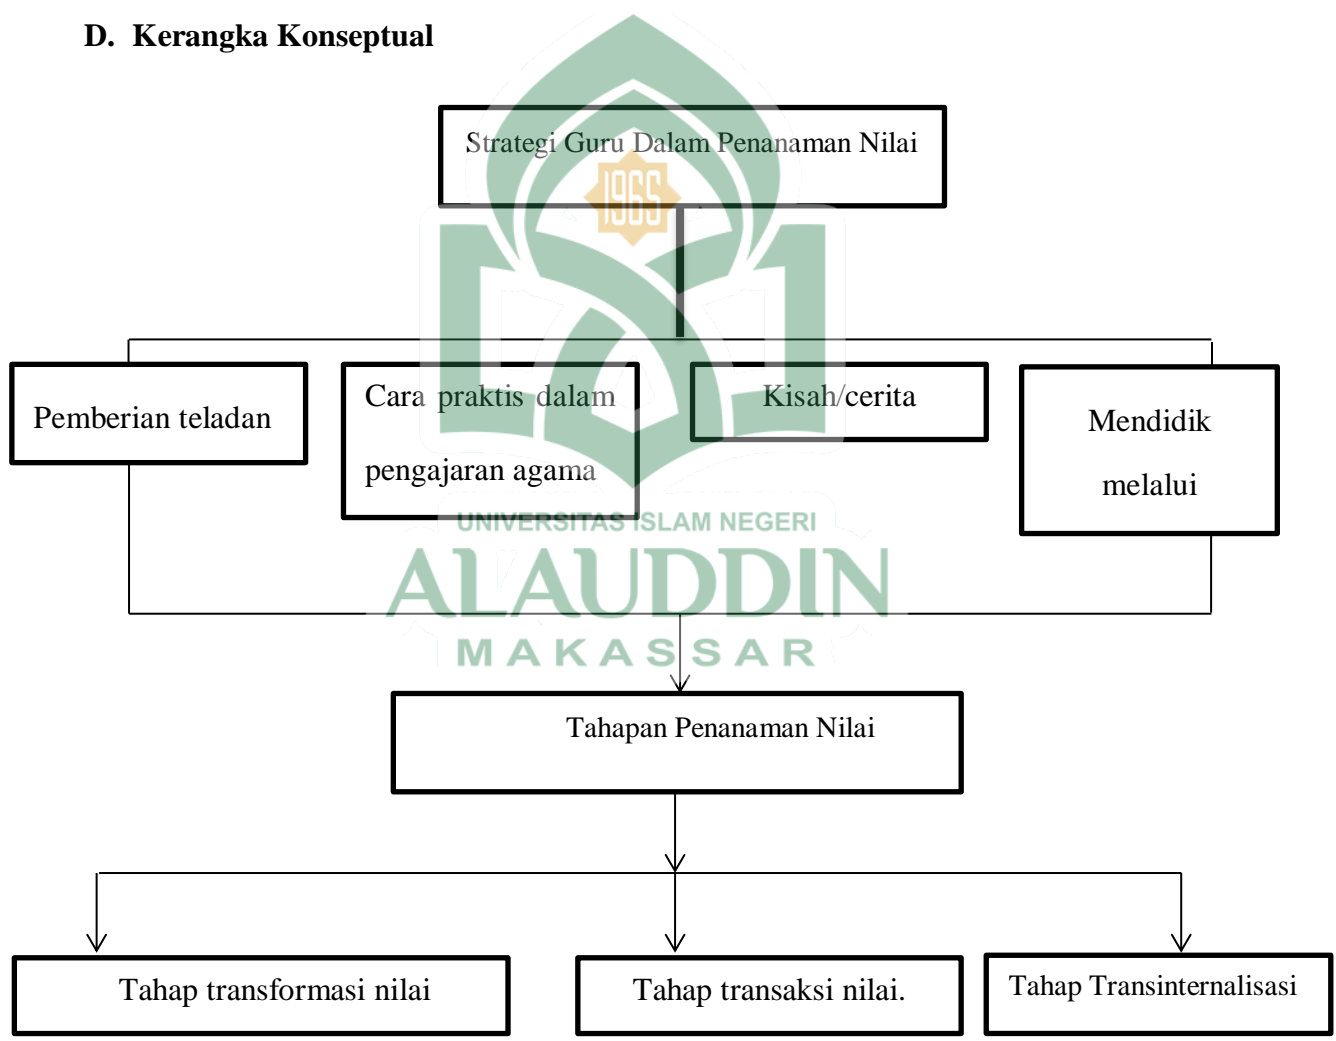 D. Kerangka Konseptual
Strategi Guru Dalam Penanaman Nilai
1965
Pemberian teladan
Cara praktis dalam
pengajaran agama
Kisah/cerita
Mendidik
melalui
UNIVERSITAS ISLAM NEGERI
ALAUDDIN
MAKASSAR
Tahapan Penanaman Nilai
Tahap transformasi nilai
Tahap transaksi nilai.
Tahap Transinternalisasi